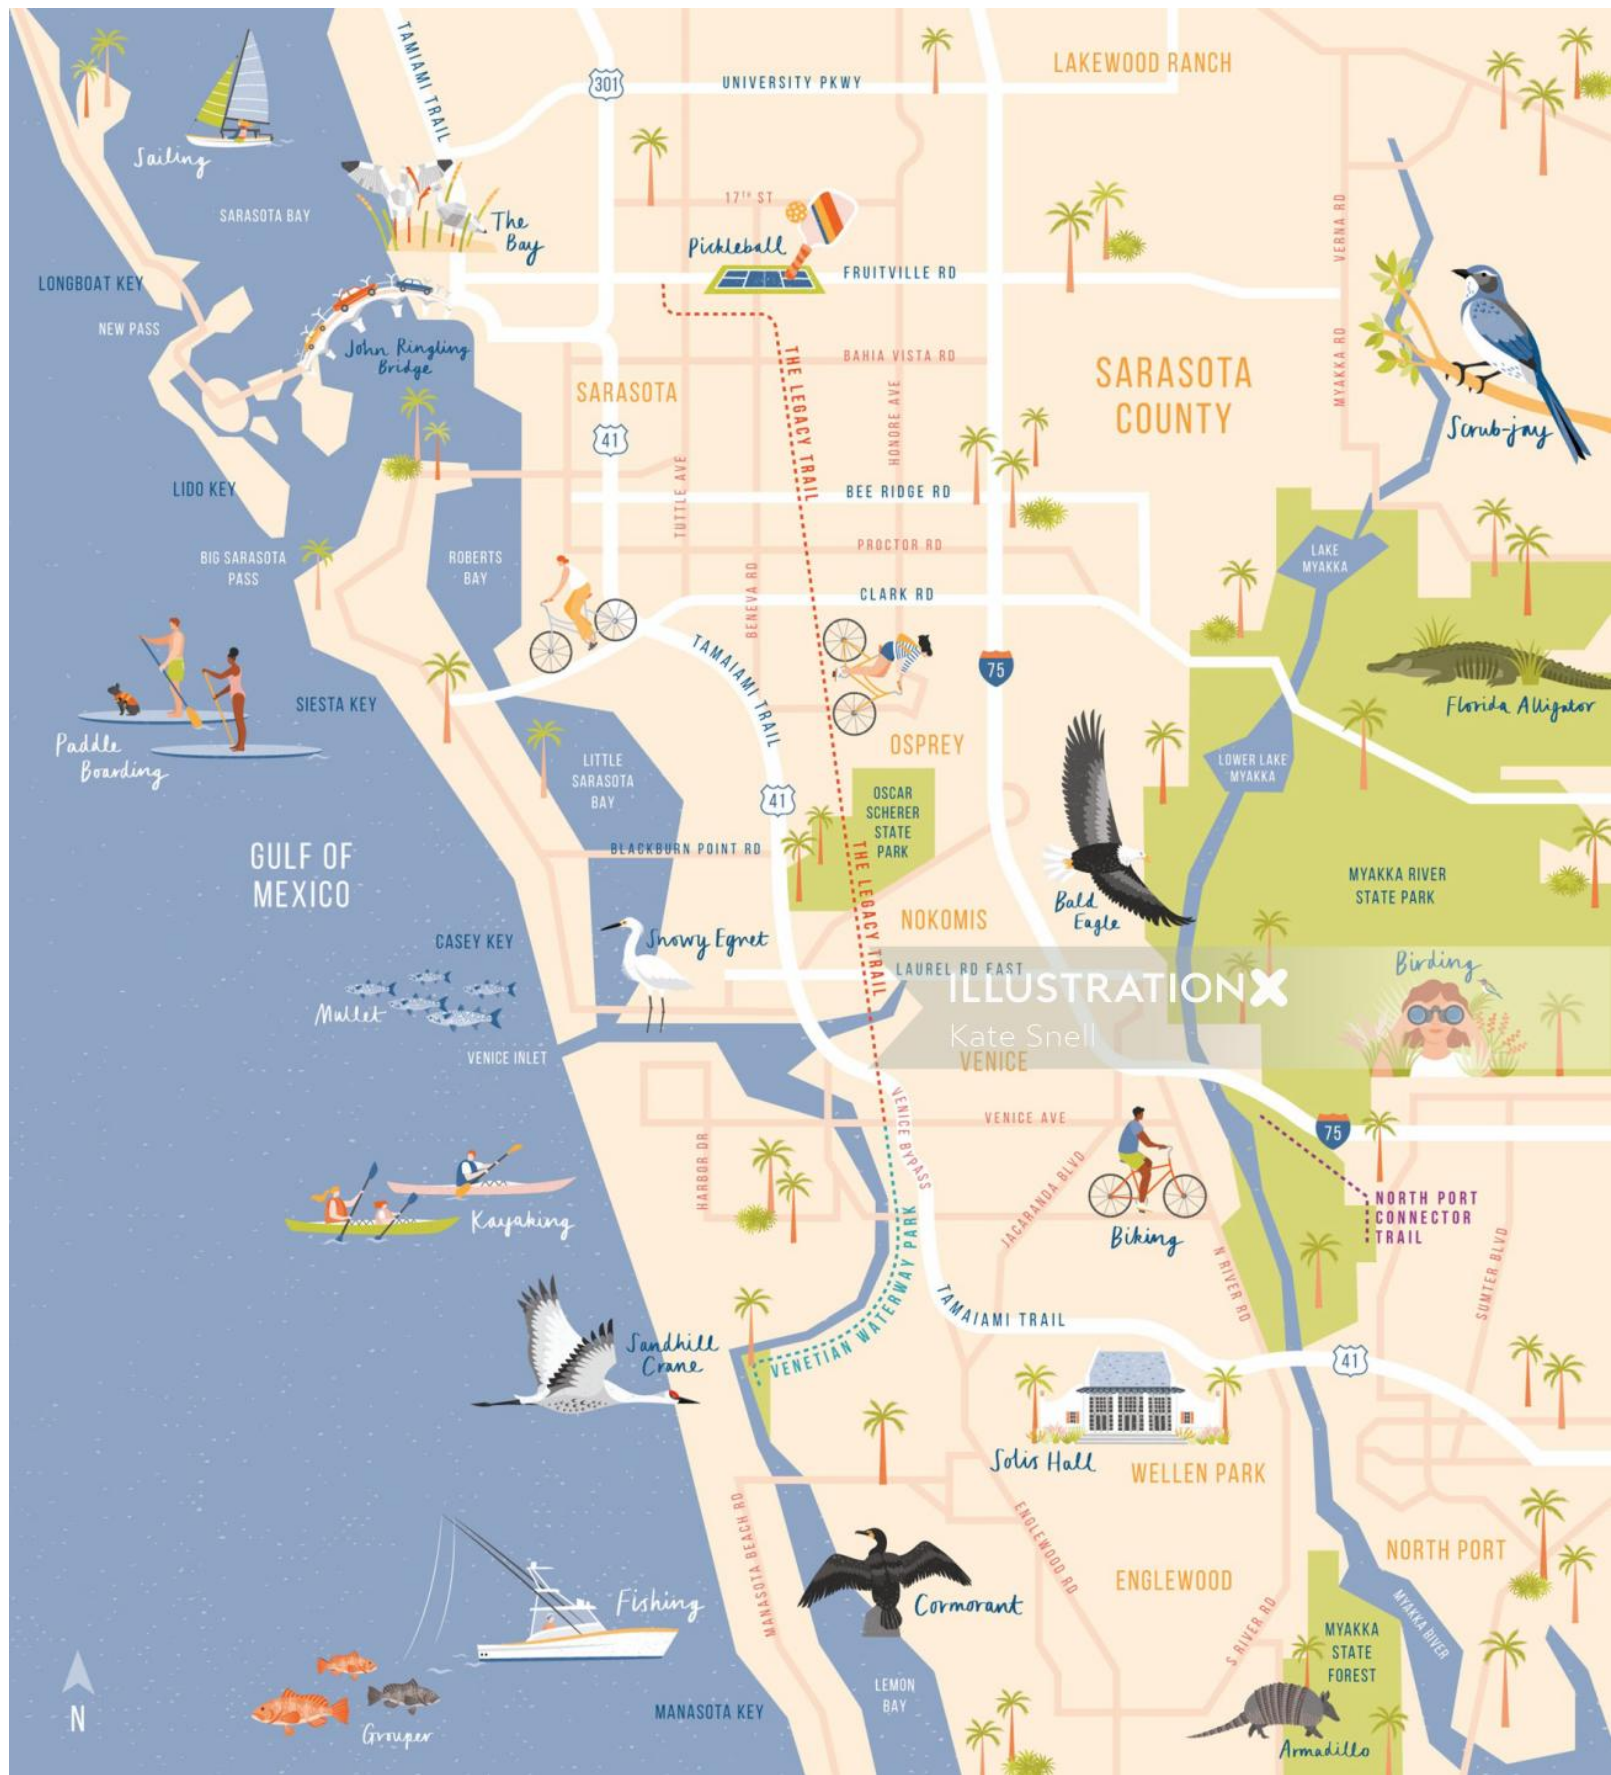 TAMIAMI TRAIL
301
UNIVERSITY PKWY
LAKEWOOD RANCH
Sailing
SARASOTA BAY
The
Bay
17TH ST
Pickleball
VERNA RD
LONGBOAT KEY
FRUITVILLE RD
NEW PASS
John Ringling
Bridge
THE LEGACY TRAIL
BAHIA VISTA RD
SARASOTA
COUNTY
MYAKKA RD
SARASOTA
HONORE AVE
Scrub-jay
41
LIDO KEY
TUTTLE AVE
BEE RIDGE RD
BIG SARASOTA
PASS
ROBERTS
BAY
PROCTOR RD
LAKE
MYAKKA
BENEVA RD
CLARK RD
TAMAIAMI TRAIL
75
SIESTA KEY
Florida Alligator
Paddle
Boarding
OSPREY
LITTLE
SARASOTA
BAY
LOWER LAKE
MYAKKA
41
OSCAR
SCHERER
STATE
PARK
BLACKBURN POINT RD
THE LEGACY TRAIL
GULF OF
MEXICO
MYAKKA RIVER
STATE PARK
Bald
Eagle
NOKOMIS
CASEY KEY
Snowy Egret
LAUREL RD EAST
Birding
ILLUSTRATIONX
Kate Snell
Mullet
VENICE INLET
VENICE
VENICE BYPASS
VENICE AVE
75
HARBOR DR
JACARANDA BLVD
NORTH PORT
CONNECTOR
TRAIL
Kayaking
Biking
VENETIAN WATERWAY PARK
N RIVER RD
SUMTER BLVD
TAMAIAMI TRAIL
Sandhill
Crane
41
Solis Hall
WELLEN PARK
MANASOTA BEACH RD
ENGLEWOOD RD
NORTH PORT
ENGLEWOOD
Fishing
Cormorant
S RIVER RD
MYAKKA RIVER
MYAKKA
STATE
FOREST
LEMON
BAY
MANASOTA KEY
N
Grouper
Armadillo